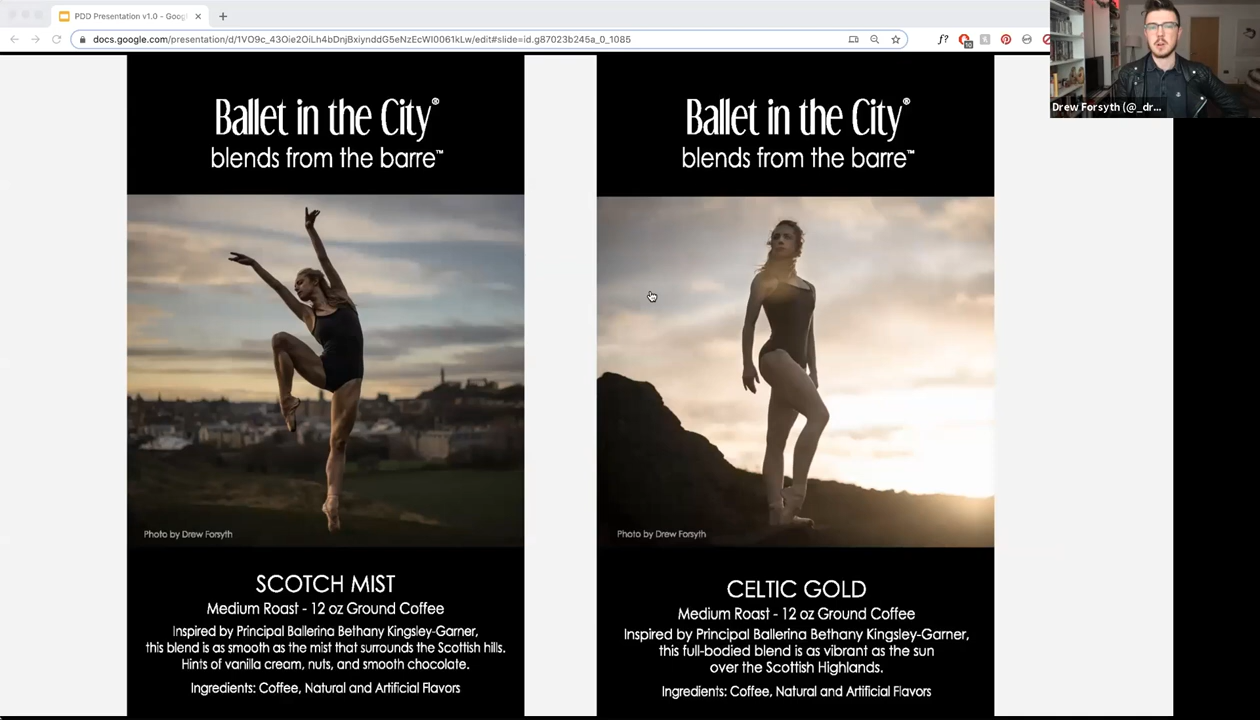 PDD Presentation v1.0 - Goog
docs.google.com/presentation/d/1VO9c_43Oie2OiLh4bDnjBxiynddG5eNzEcWI0061kLw/edit#slide=id.g87023b245a_0_1085
Drew Forsyth (@_dr...
Ballet in the City®
blends from the barre™
Photo by Drew Forsyth
SCOTCH MIST
Medium Roast - 12 oz Ground Coffee
Inspired by Principal Ballerina Bethany Kingsley-Garner,
this blend is as smooth as the mist that surrounds the Scottish hills.
Hints of vanilla cream, nuts, and smooth chocolate.
Ingredients: Coffee, Natural and Artificial Flavors
Ballet in the City®
blends from the barre™
Photo by Drew Forsyth
CELTIC GOLD
Medium Roast - 12 oz Ground Coffee
Inspired by Principal Ballerina Bethany Kingsley-Garner,
this full-bodied blend is as vibrant as the sun
over the Scottish Highlands.
Ingredients: Coffee, Natural and Artificial Flavors